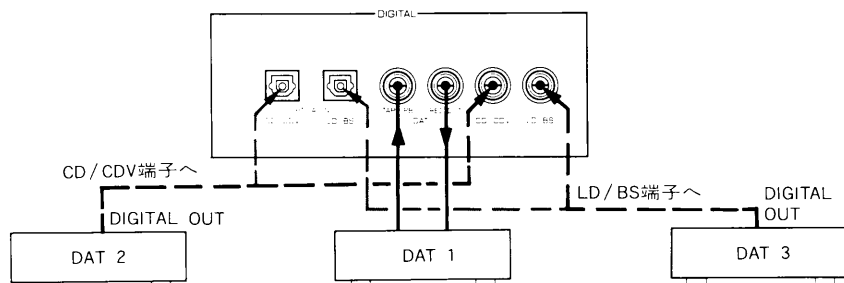 DIGITAL
DAT
CD/CDV端子へ
LD/BS端子へ
DIGITAL OUT
DIGITAL
OUT
DAT 2
DAT 1
DAT 3